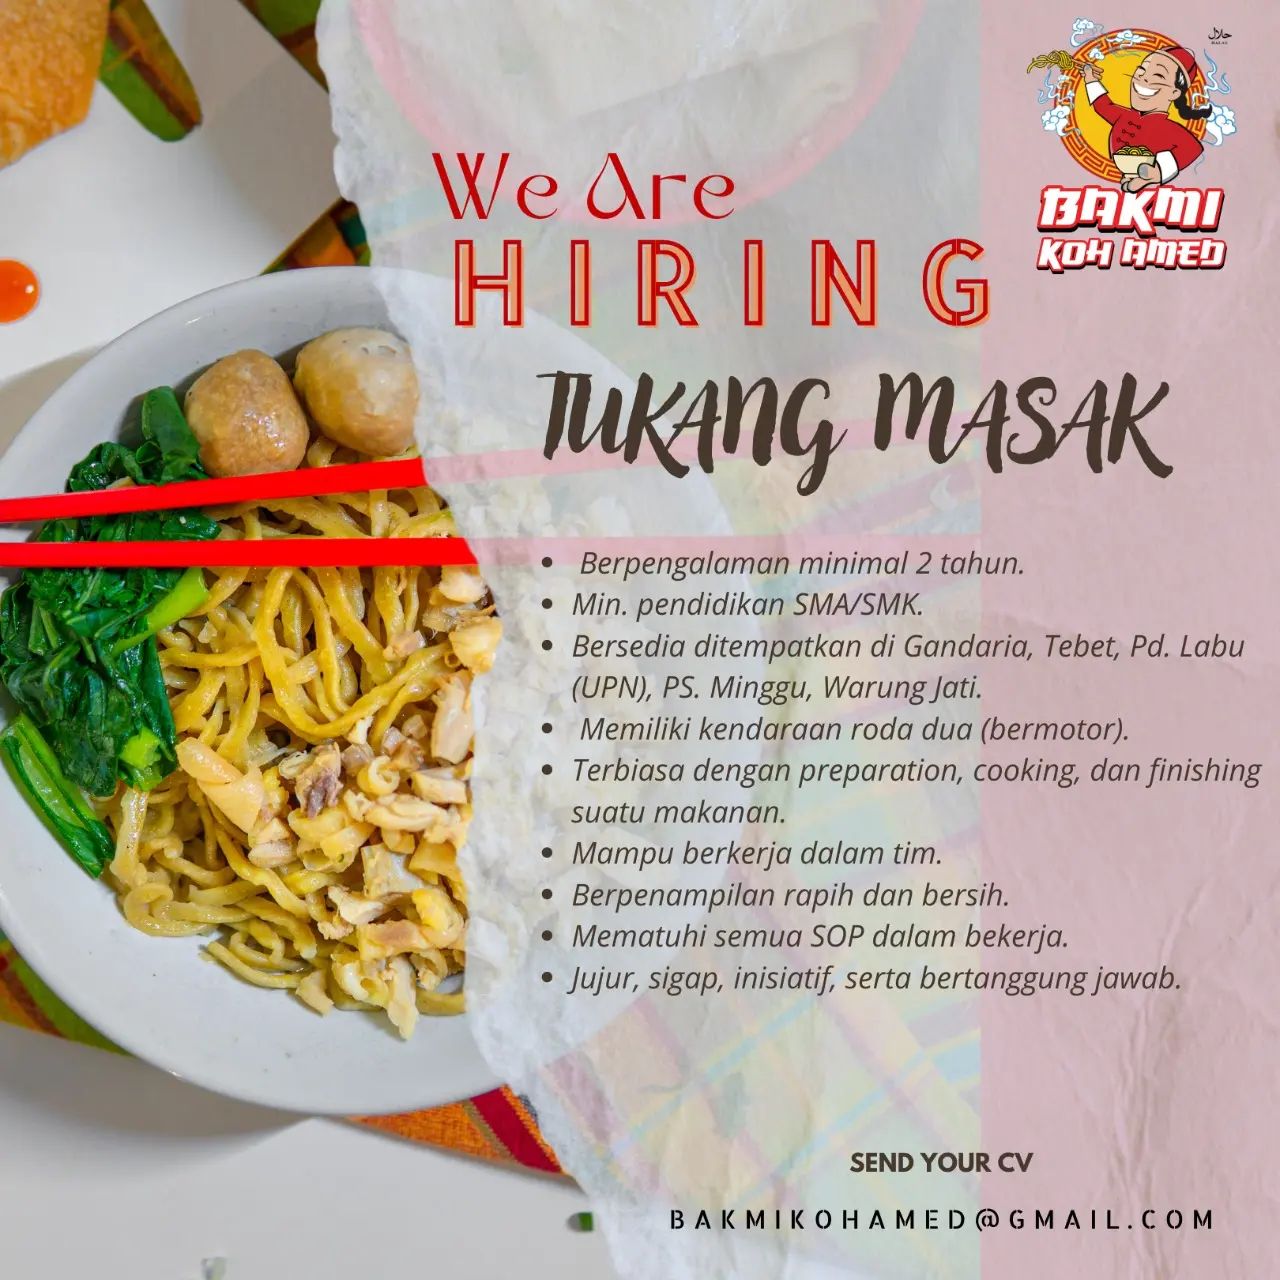 حلال
HALAL
BAKMI
KOH AMED
We Are
HIRING
TUKANG MASAK
• Berpengalaman minimal 2 tahun.
• Min. pendidikan SMA/SMK.
• Bersedia ditempatkan di Gandaria, Tebet, Pd. Labu
(UPN), PS. Minggu, Warung Jati.
• Memiliki kendaraan roda dua (bermotor).
• Terbiasa dengan preparation, cooking, dan finishing
suatu makanan.
• Mampu berkerja dalam tim.
• Berpenampilan rapih dan bersih.
• Mematuhi semua SOP dalam bekerja.
• Jujur, sigap, inisiatif, serta bertanggung jawab.
SEND YOUR CV
BAKMIKOHAMED@GMAIL.COM